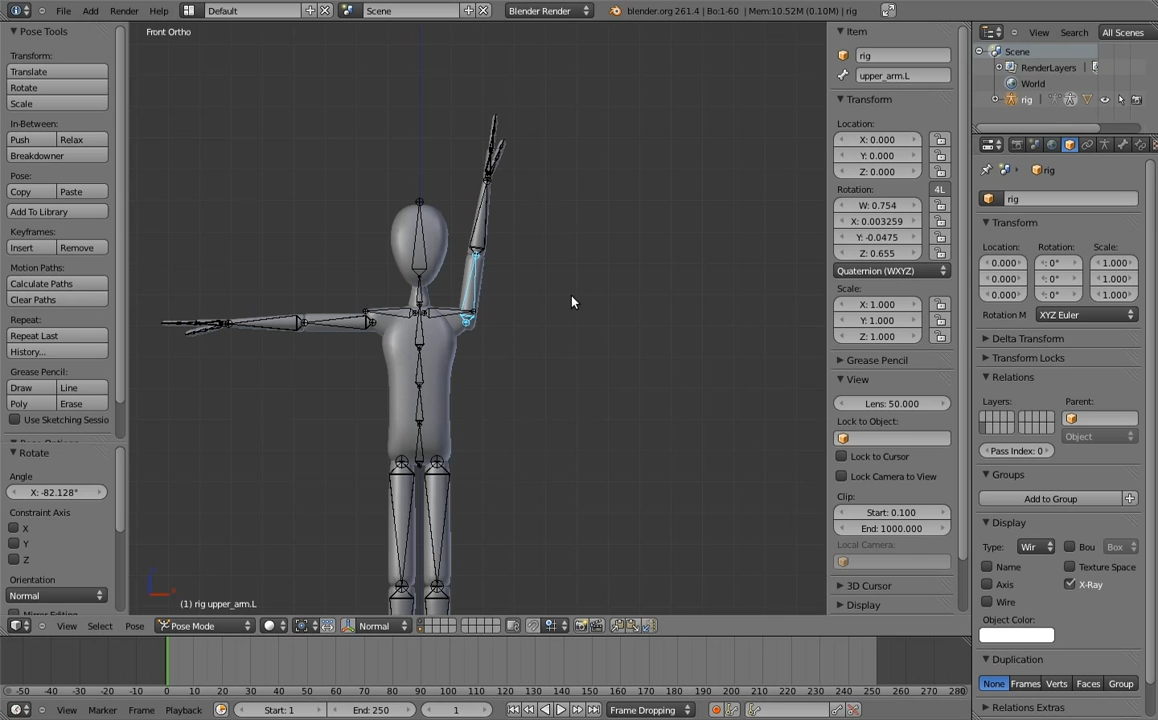 File Add Render Help Default Scene Blender Render blender.org 261.4 | Bo:1-60 | Mem:10.52M (0.10M) | rig
Pose Tools
Transform:
Translate
Rotate
Scale
In-Between:
Push Relax
Breakdowner
Pose:
Copy Paste
Add To Library
Keyframes:
Insert Remove
Motion Paths:
Calculate Paths
Clear Paths
Repeat:
Repeat Last
History...
Grease Pencil:
Draw Line
Poly Erase
Use Sketching Sessio
Rotate
Angle
X: -82.128°
Constraint Axis
X
Y
Z
Orientation
Normal
Front Ortho
(1) rig upper_arm.L
Item
rig
upper_arm.L
Transform
Location:
X: 0.000
Y: 0.000
Z: 0.000
Rotation: 4L
W: 0.754
X: 0.003259
Y: -0.0475
Z: 0.655
Quaternion (WXYZ)
Scale:
X: 1.000
Y: 1.000
Z: 1.000
Grease Pencil
View
Lens: 50.000
Lock to Object:
Lock to Cursor
Lock Camera to View
Clip:
Start: 0.100
End: 1000.000
Local Camera:
3D Cursor
Display
View Search All Scenes
Scene
RenderLayers
World
rig
rig
rig
Transform
Location: Rotation: Scale:
0.000 0° 1.000
0.000 0° 1.000
0.000 0° 1.000
Rotation M XYZ Euler
Delta Transform
Transform Locks
Relations
Layers: Parent:
Object
Pass Index: 0
Groups
Add to Group
Display
Type: Wir Bou Box
Name Texture Space
Axis X-Ray
Wire
Object Color:
Duplication
None Frames Verts Faces Group
Relations Extras
View Select Pose Pose Mode Normal
-50 -40 -30 -20 -10 0 10 20 30 40 50 60 70 80 90 100 110 120 130 140 150 160 170 180 190 200 210 220 230 240 250 260 270 280
View Marker Frame Playback Start: 1 End: 250 1 Frame Dropping